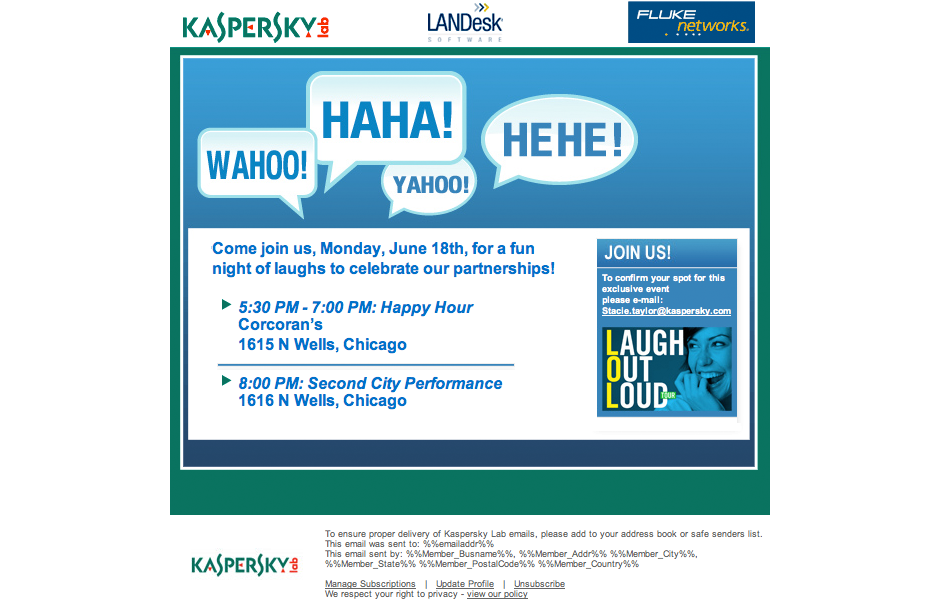 KASPERSKY lab
LANDesk
SOFTWARE
FLUKE
networks.
HAHA!
HEHE!
WAHOO!
YAHOO!
Come join us, Monday, June 18th, for a fun
night of laughs to celebrate our partnerships!
5:30 PM - 7:00 PM: Happy Hour
Corcoran's
1615 N Wells, Chicago
8:00 PM: Second City Performance
1616 N Wells, Chicago
JOIN US!
To confirm your spot for this
exclusive event
please e-mail:
Stacie.taylor@kaspersky.com
LAUGH
OUT
LOUD
TOUR
KASPERSKY lab
To ensure proper delivery of Kaspersky Lab emails, please add to your address book or safe senders list.
This email was sent to: %%emailaddr%%
This email sent by: %%Member_Busname%%, %%Member_Addr%% %%Member_City%%,
%%Member_State%% %%Member_PostalCode%% %%Member_Country%%
Manage Subscriptions | Update Profile | Unsubscribe
We respect your right to privacy - view our policy